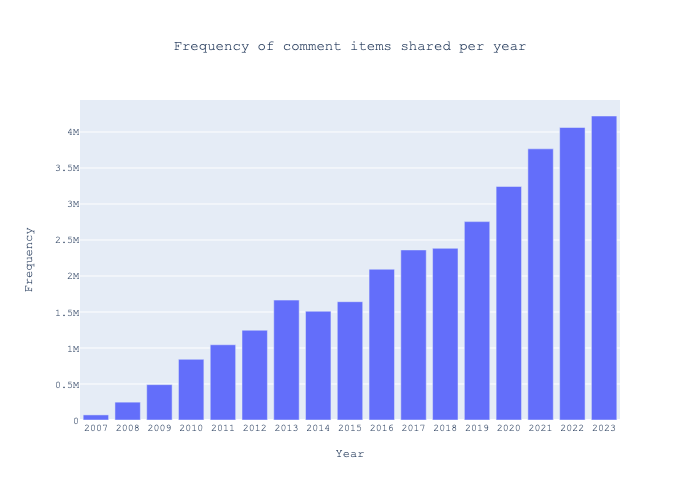 Frequency of comment items shared per year
Frequency
4M
3.5M
3M
2.5M
2M
1.5M
1M
0.5M
0
2007 2008 2009 2010 2011 2012 2013 2014 2015 2016 2017 2018 2019 2020 2021 2022 2023
Year